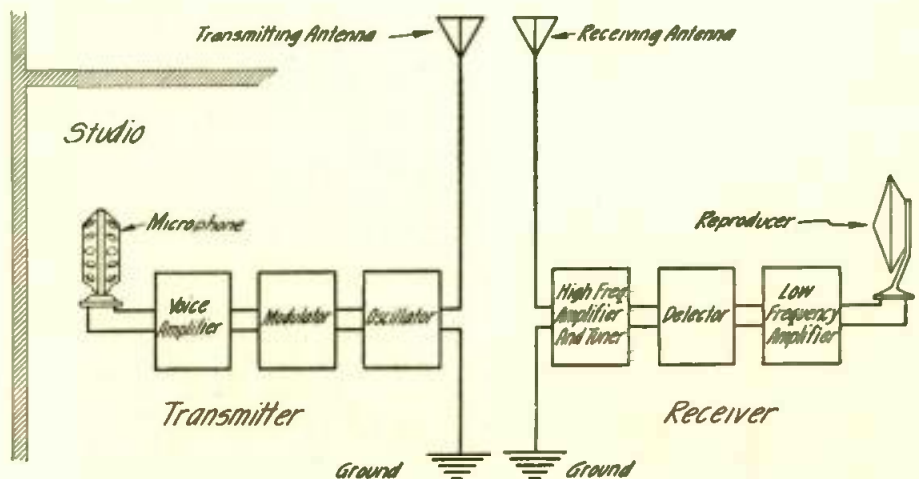 Transmitting Antenna
Receiving Antenna
Studio
Microphone
Reproducer
Voice
Amplifier
Modulator
Oscillator
High Freq.
Amplifier
And Tuner
Detector
Low
Frequency
Amplifier
Transmitter
Receiver
Ground
Ground